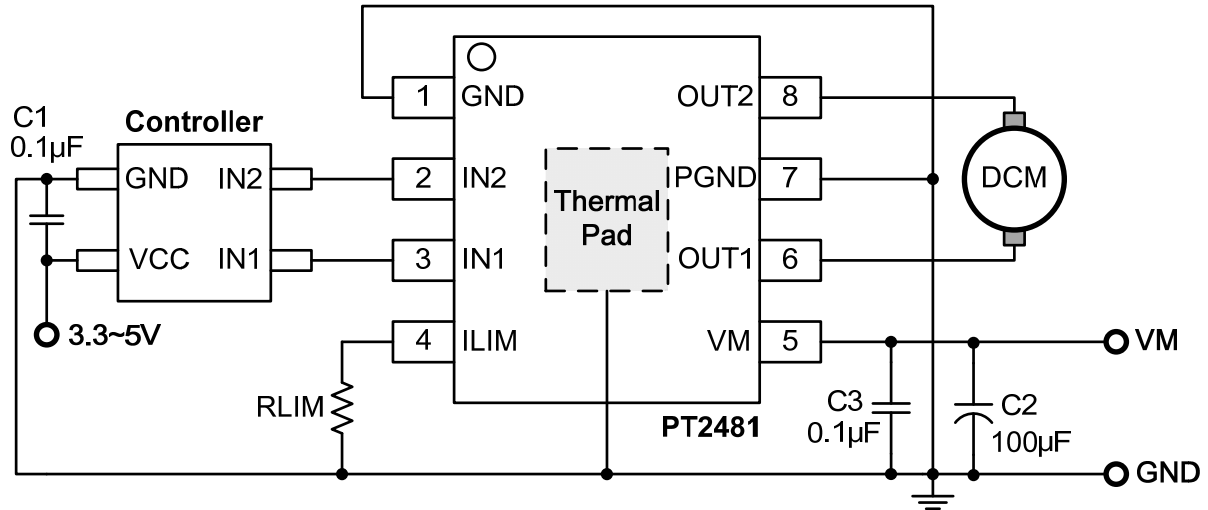 C1
0.1µF
Controller
GND
IN2
VCC
IN1
3.3~5V
RLIM
1
GND
2
IN2
3
IN1
4
ILIM
Thermal
Pad
OUT2
8
PGND
7
OUT1
6
VM
5
PT2481
DCM
C3
0.1µF
C2
100µF
VM
GND